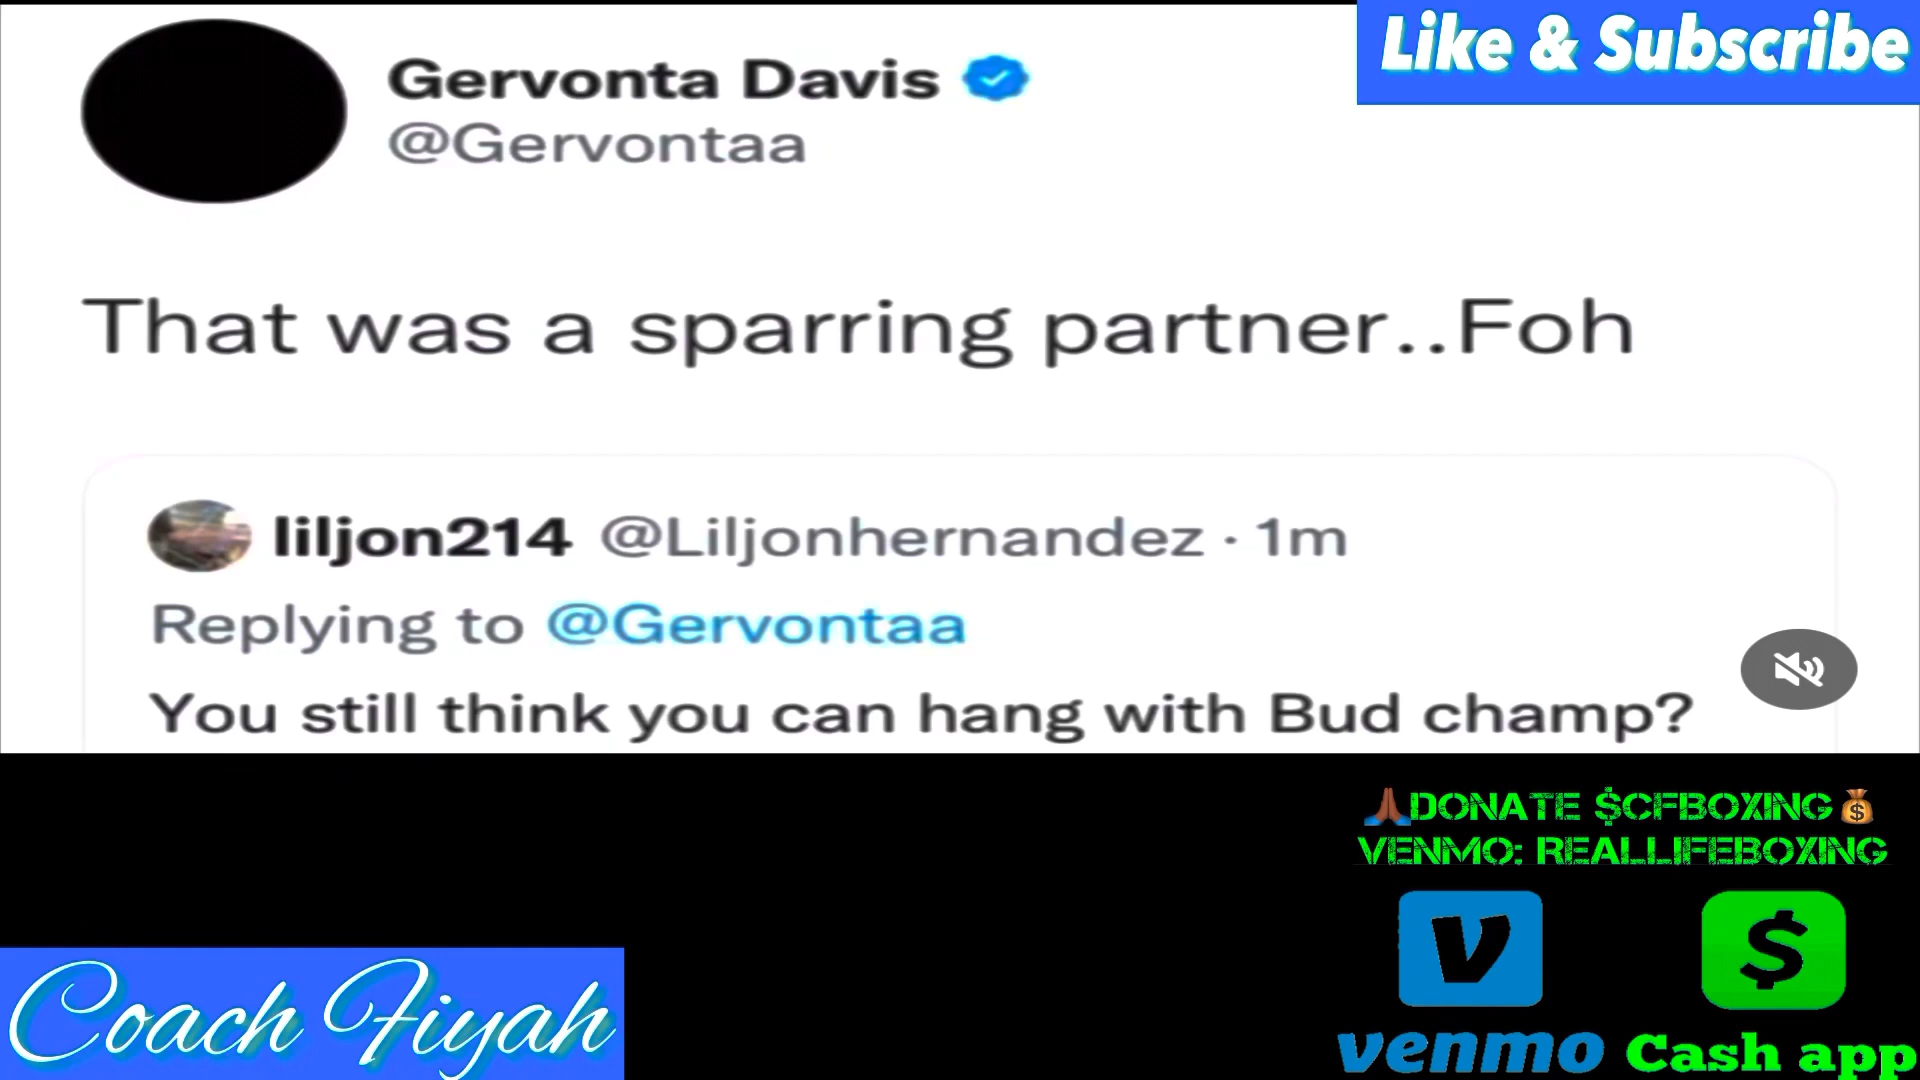 Like & Subscribe
Gervonta Davis
@Gervontaa
That was a sparring partner..Foh
liljon214 @Liljonhernandez · 1m
Replying to @Gervontaa
You still think you can hang with Bud champ?
🙏🏾DONATE $CFBOXING💰
VENMO: REALLIFEBOXING
V $
venmo Cash app
Coach Fiyah